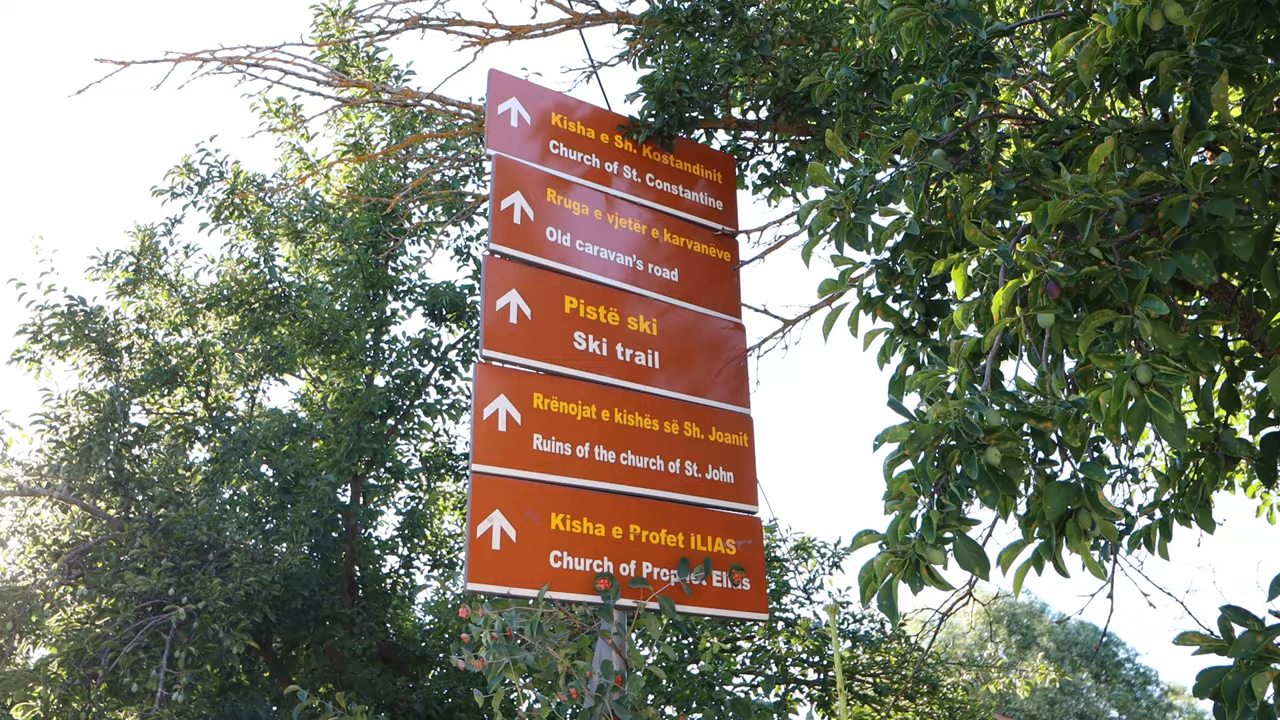 Kisha e Sh. Kostandinit
Church of St. Constantine
Rruga e vjetër e karvanëve
Old caravan's road
Pistë ski
Ski trail
Rrënojat e kishës së Sh. Joanit
Ruins of the church of St. John
Kisha e Profet ILIAS
Church of Prophet Elias